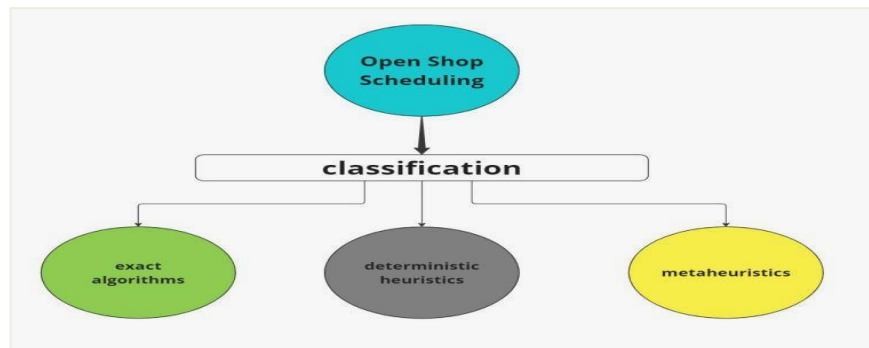 Open Shop
Scheduling
classification
exact
algorithms
deterministic
heuristics
metaheuristics